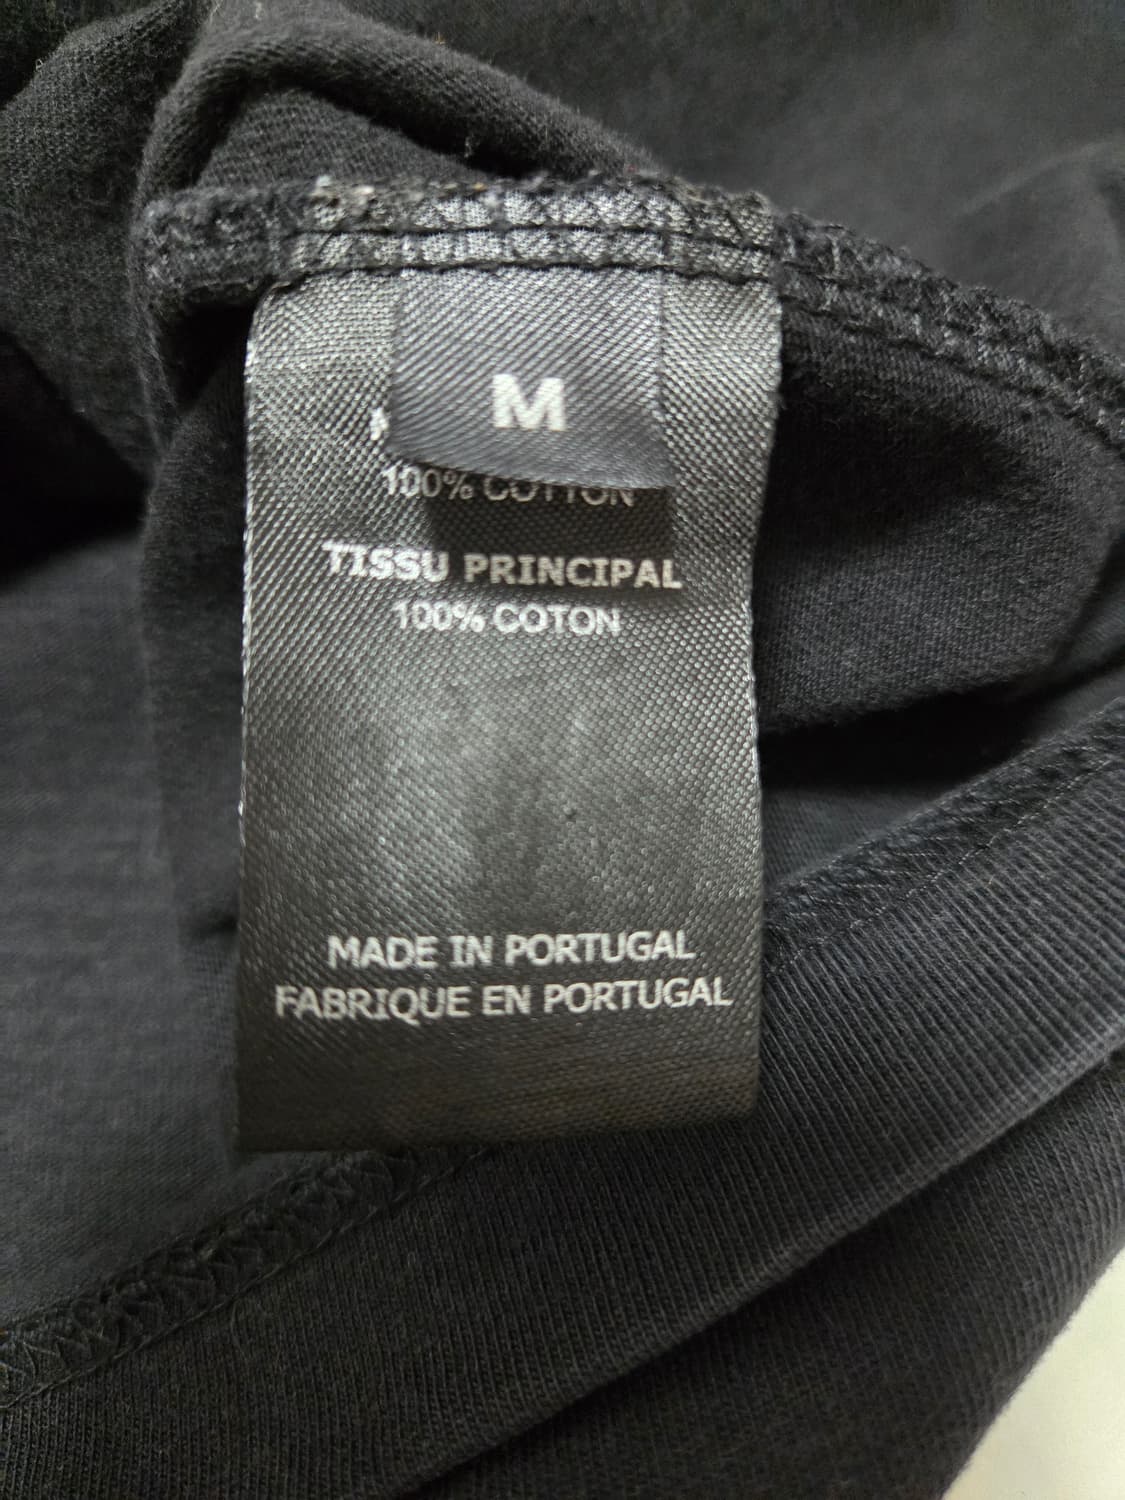 M
100% COTTON
TISSU PRINCIPAL
100% COTON
MADE IN PORTUGAL
FABRIQUE EN PORTUGAL